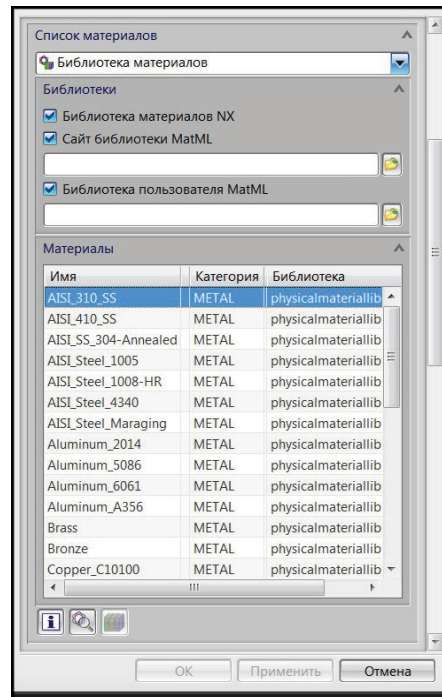 Список материалов
Библиотека материалов
Библиотеки
Библиотека материалов NX
Сайт библиотеки MatML
Библиотека пользователя MatML
Материалы
Имя Категория Библиотека
AISI_310_SS METAL physicalmateriallib
AISI_410_SS METAL physicalmateriallib
AISI_SS_304-Annealed METAL physicalmateriallib
AISI_Steel_1005 METAL physicalmateriallib
AISI_Steel_1008-HR METAL physicalmateriallib
AISI_Steel_4340 METAL physicalmateriallib
AISI_Steel_Maraging METAL physicalmateriallib
Aluminum_2014 METAL physicalmateriallib
Aluminum_5086 METAL physicalmateriallib
Aluminum_6061 METAL physicalmateriallib
Aluminum_A356 METAL physicalmateriallib
Brass METAL physicalmateriallib
Bronze METAL physicalmateriallib
Copper_C10100 METAL physicalmateriallib
ОК Применить Отмена